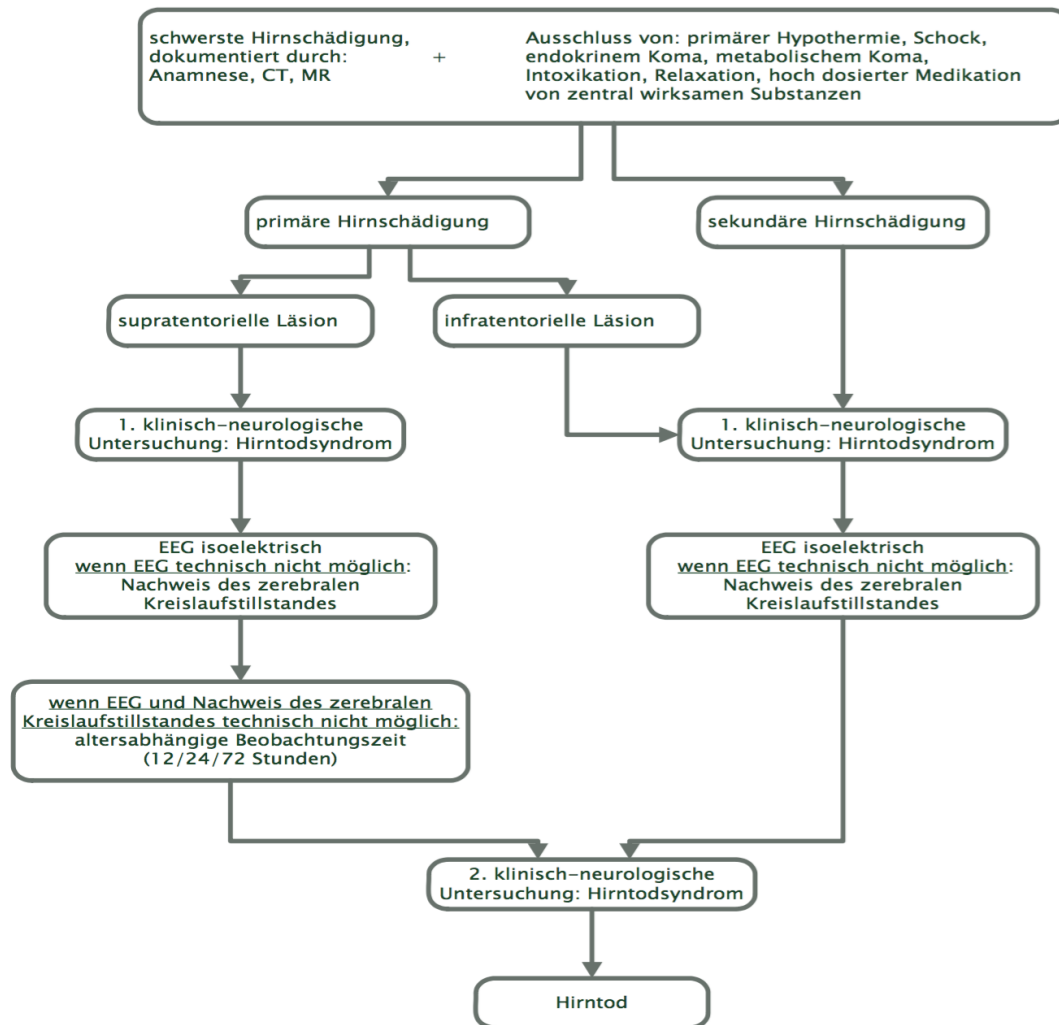 schwerste Hirnschädigung,
dokumentiert durch:
Anamnese, CT, MR
+
Ausschluss von: primärer Hypothermie, Schock,
endokrinem Koma, metabolischem Koma,
Intoxikation, Relaxation, hoch dosierter Medikation
von zentral wirksamen Substanzen
primäre Hirnschädigung
sekundäre Hirnschädigung
supratentorielle Läsion
infratentorielle Läsion
1. klinisch-neurologische
Untersuchung: Hirntodsyndrom
1. klinisch-neurologische
Untersuchung: Hirntodsyndrom
EEG isoelektrisch
wenn EEG technisch nicht möglich:
Nachweis des zerebralen
Kreislaufstillstandes
EEG isoelektrisch
wenn EEG technisch nicht möglich:
Nachweis des zerebralen
Kreislaufstillstandes
wenn EEG und Nachweis des zerebralen
Kreislaufstillstandes technisch nicht möglich:
altersabhängige Beobachtungszeit
(12/24/72 Stunden)
2. klinisch-neurologische
Untersuchung: Hirntodsyndrom
Hirntod